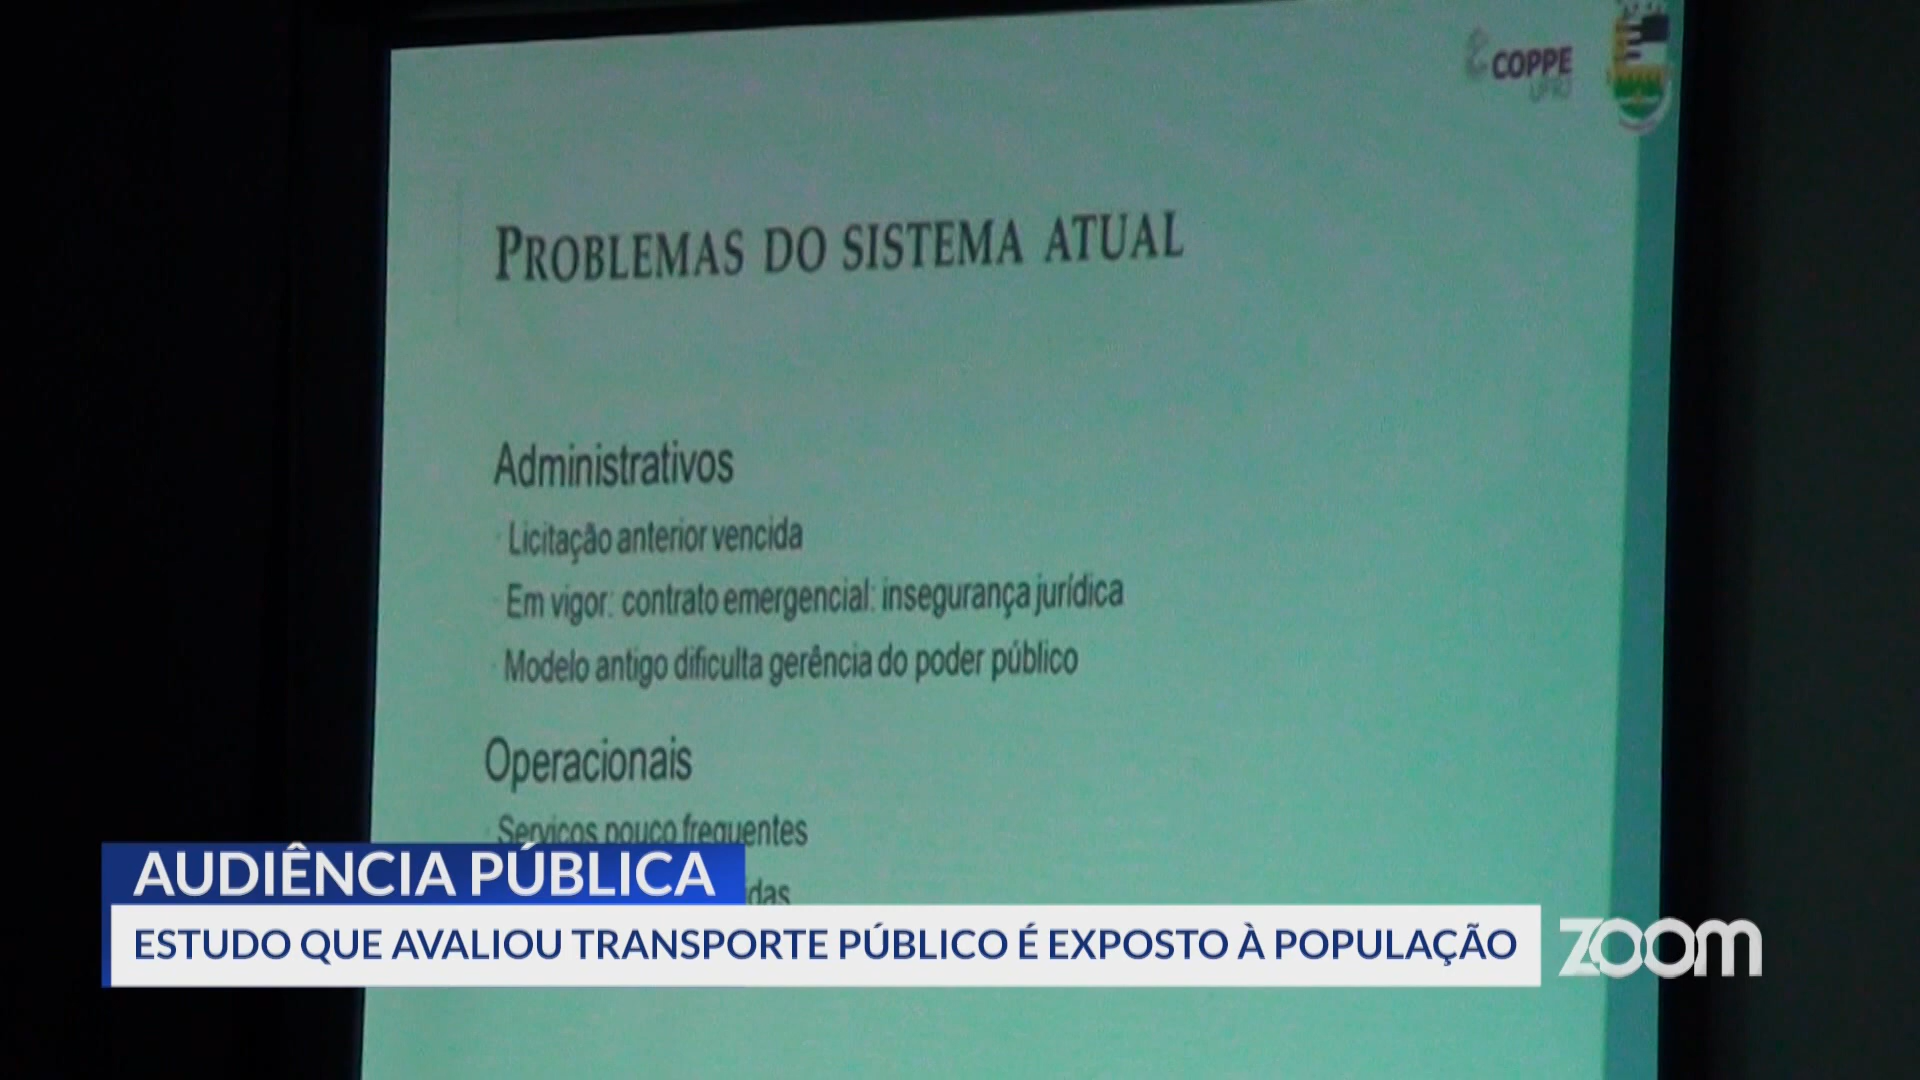 COPPE
UFRJ
PROBLEMAS DO SISTEMA ATUAL
Administrativos
Licitação anterior vencida
Em vigor: contrato emergencial: insegurança jurídica
Modelo antigo dificulta gerência do poder público
Operacionais
Serviços pouco frequentes
AUDIÊNCIA PÚBLICA
ESTUDO QUE AVALIOU TRANSPORTE PÚBLICO É EXPOSTO À POPULAÇÃO
zoom